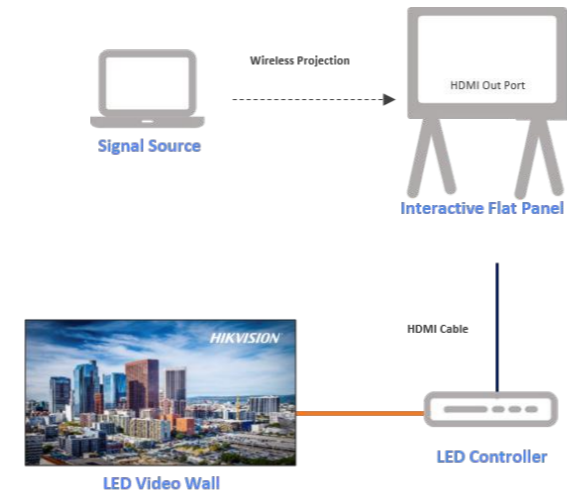 Wireless Projection
HDMI Out Port
Signal Source
Interactive Flat Panel
HDMI Cable
HIKVISION
LED Controller
LED Video Wall